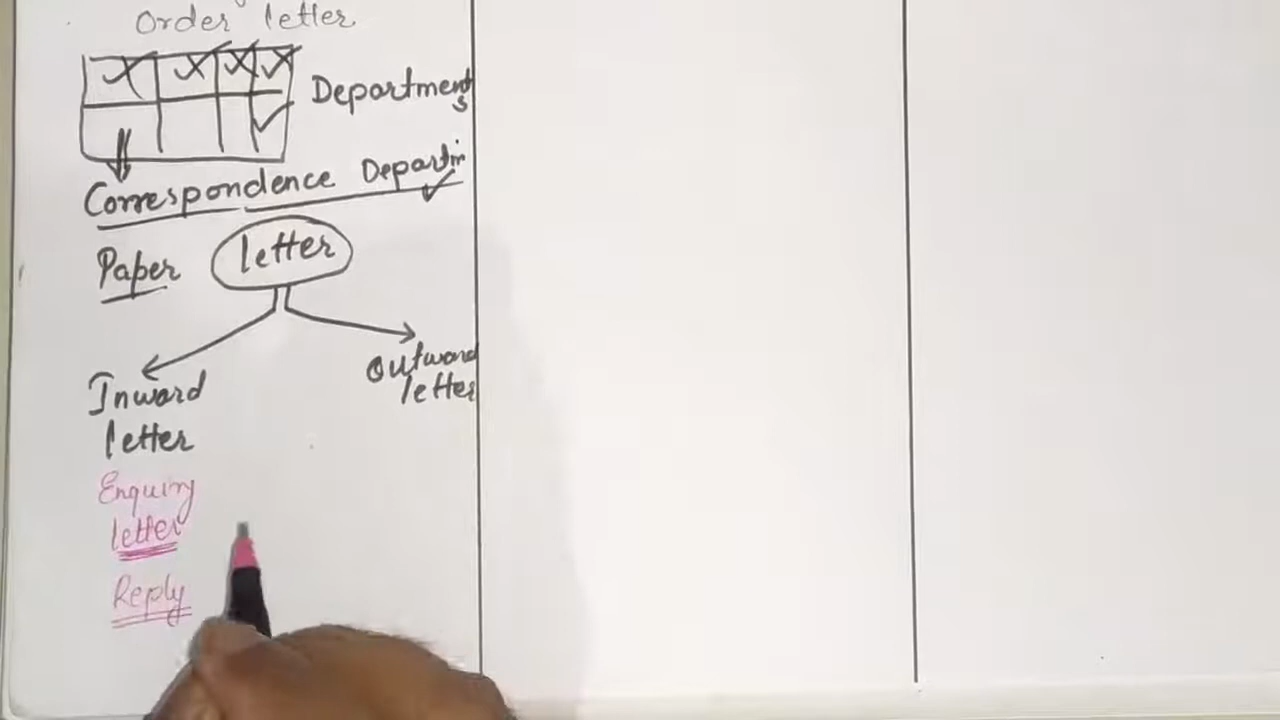 Order letter
Departments
Correspondence Departm
Paper letter
Inward
letter
Outward
letter
Enquiry
letter
Reply